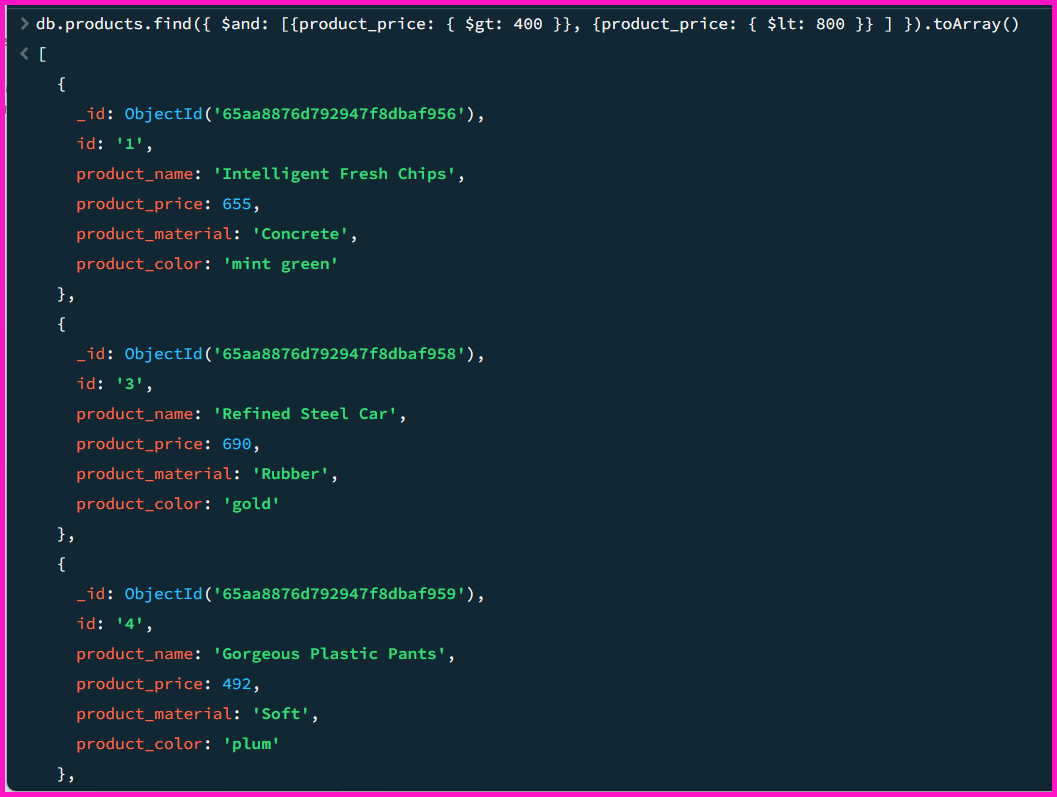 > db.products.find({ $and: [{product_price: { $gt: 400 }}, {product_price: { $lt: 800 }} ] }).toArray()
< [
{
_id: ObjectId('65aa8876d792947f8dbaf956'),
id: '1',
product_name: 'Intelligent Fresh Chips',
product_price: 655,
product_material: 'Concrete',
product_color: 'mint green'
},
{
_id: ObjectId('65aa8876d792947f8dbaf958'),
id: '3',
product_name: 'Refined Steel Car',
product_price: 690,
product_material: 'Rubber',
product_color: 'gold'
},
{
_id: ObjectId('65aa8876d792947f8dbaf959'),
id: '4',
product_name: 'Gorgeous Plastic Pants',
product_price: 492,
product_material: 'Soft',
product_color: 'plum'
},